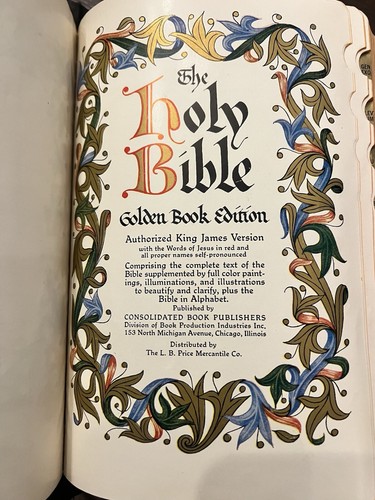 The
Holy
Bible
Golden Book Edition
Authorized King James Version
with the Words of Jesus in red and
all proper names self-pronounced
Comprising the complete text of the
Bible supplemented by full color paint-
ings, illuminations, and illustrations
to beautify and clarify, plus the
Bible in Alphabet.
Published by
CONSOLIDATED BOOK PUBLISHERS
Division of Book Production Industries Inc,
153 North Michigan Avenue, Chicago, Illinois
Distributed by
The L. B. Price Mercantile Co.